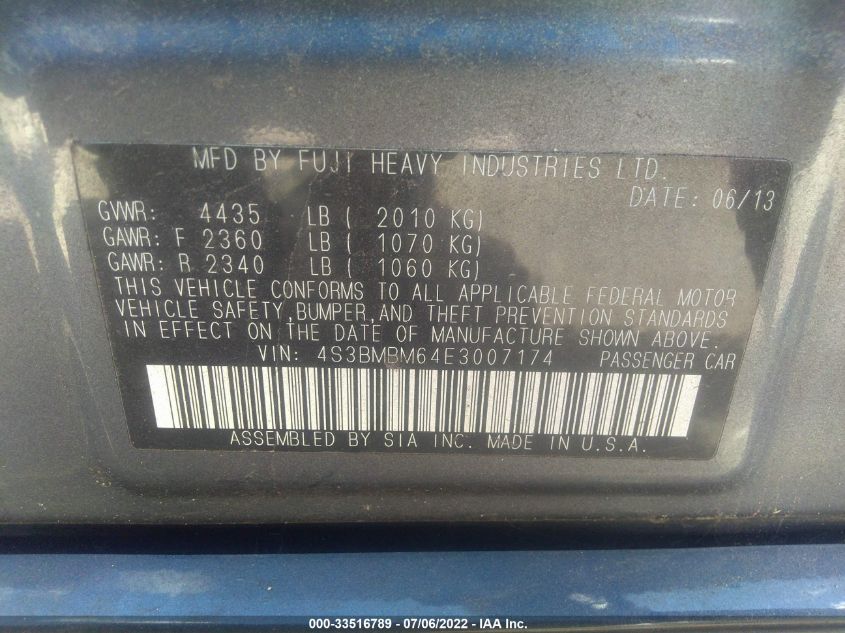 MFD BY FUJI HEAVY INDUSTRIES LTD.
DATE: 06/13
GVWR: 4435 LB ( 2010 KG)
GAWR: F 2360 LB ( 1070 KG)
GAWR: R 2340 LB ( 1060 KG)
THIS VEHICLE CONFORMS TO ALL APPLICABLE FEDERAL MOTOR
VEHICLE SAFETY,BUMPER,AND THEFT PREVENTION STANDARDS
IN EFFECT ON THE DATE OF MANUFACTURE SHOWN ABOVE.
VIN: 4S3BMBM64E3007174 PASSENGER CAR
ASSEMBLED BY SIA INC. MADE IN U.S.A.
000-33516789 - 07/06/2022 - IAA Inc.